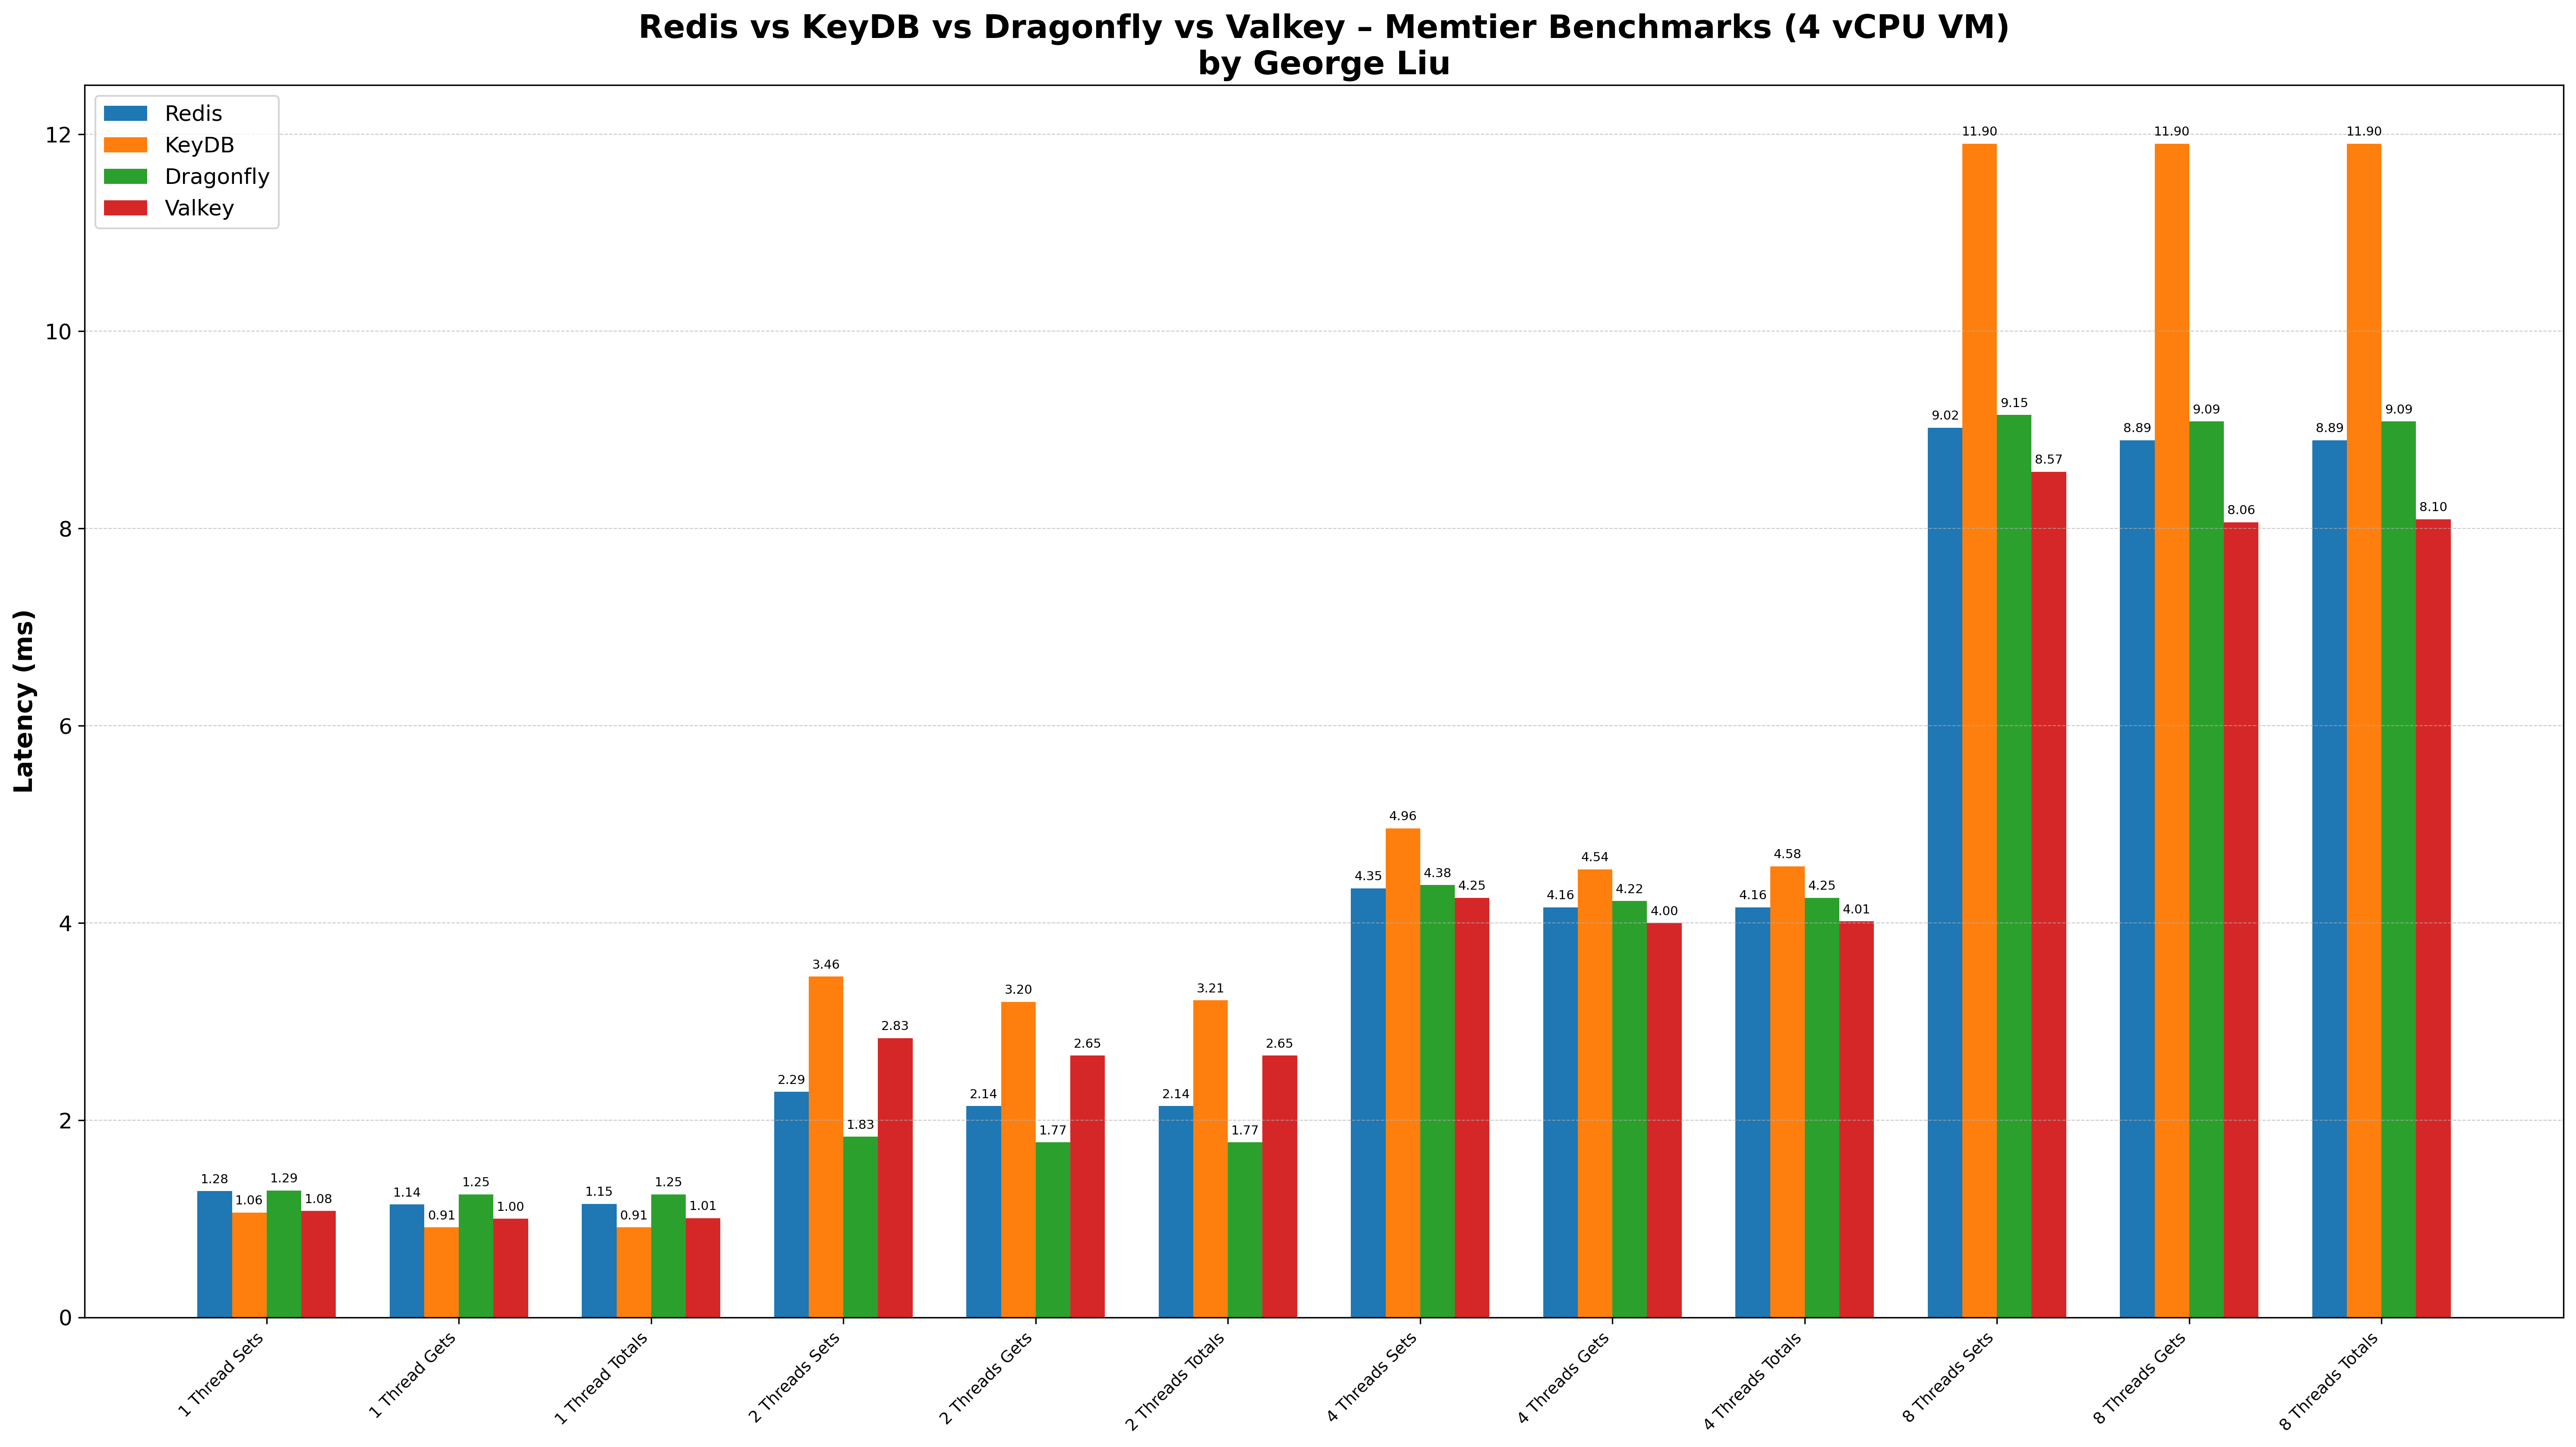 Redis vs KeyDB vs Dragonfly vs Valkey – Memtier Benchmarks (4 vCPU VM)
by George Liu
Redis
KeyDB
Dragonfly
Valkey
Latency (ms)
12
10
8
6
4
2
0
1.28 1.06 1.29 1.08
1.14 0.91 1.25 1.00
1.15 0.91 1.25 1.01
2.29 3.46 1.83 2.83
2.14 3.20 1.77 2.65
2.14 3.21 1.77 2.65
4.35 4.96 4.38 4.25
4.16 4.54 4.22 4.00
4.16 4.58 4.25 4.01
9.02 11.90 9.15 8.57
8.89 11.90 9.09 8.06
8.89 11.90 9.09 8.10
1 Thread Sets
1 Thread Gets
1 Thread Totals
2 Threads Sets
2 Threads Gets
2 Threads Totals
4 Threads Sets
4 Threads Gets
4 Threads Totals
8 Threads Sets
8 Threads Gets
8 Threads Totals